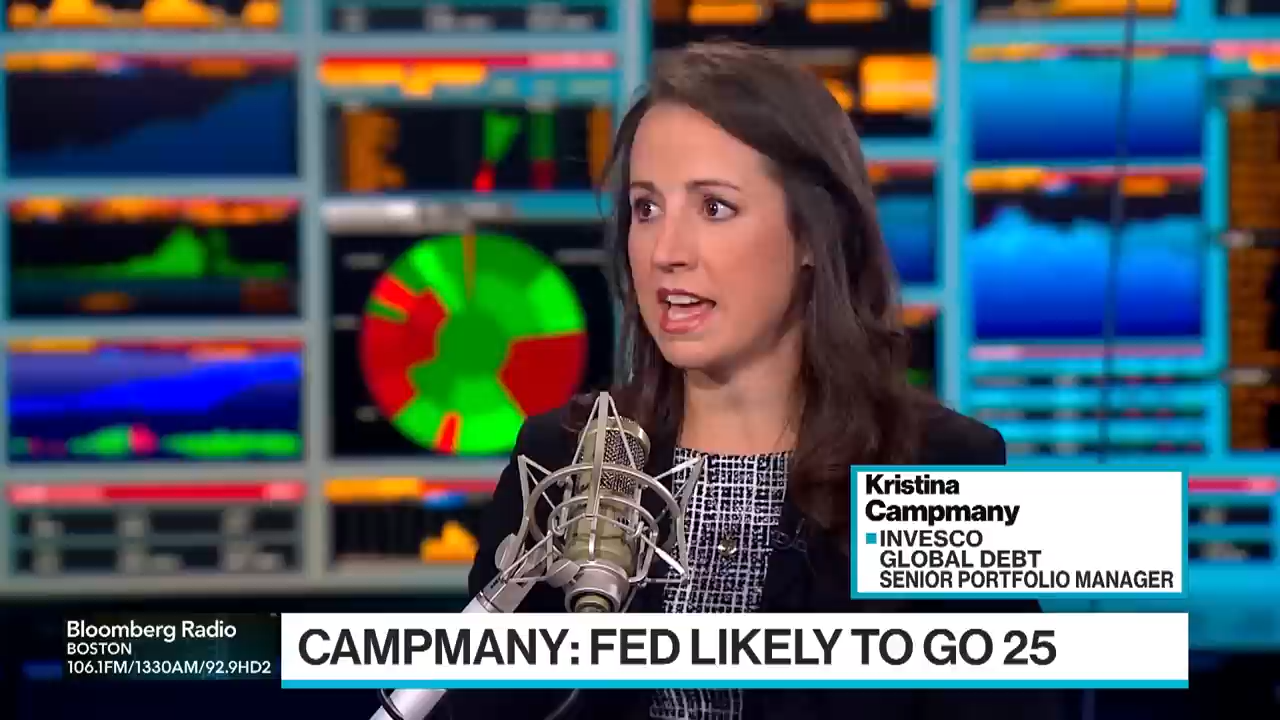 Kristina
Campmany
INVESCO
GLOBAL DEBT
SENIOR PORTFOLIO MANAGER
Bloomberg Radio
BOSTON
106.1FM/1330AM/92.9HD2
CAMPMANY: FED LIKELY TO GO 25